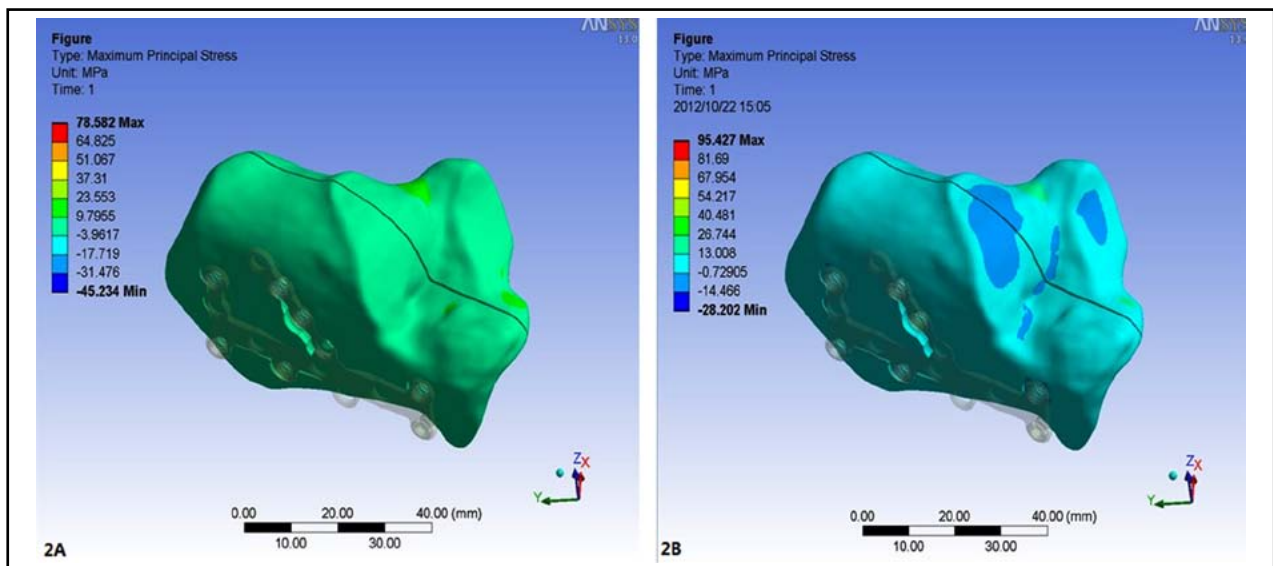 ANSYS
13.0
Figure
Type: Maximum Principal Stress
Unit: MPa
Time: 1
78.582 Max
64.825
51.067
37.31
23.553
9.7955
-3.9617
-17.719
-31.476
-45.234 Min
Z X
Y
0.00 20.00 40.00 (mm)
10.00 30.00
2A
ANSYS
Figure
Type: Maximum Principal Stress
Unit: MPa
Time: 1
2012/10/22 15:05
95.427 Max
81.69
67.954
54.217
40.481
26.744
13.008
-0.72905
-14.466
-28.202 Min
Z X
Y
0.00 20.00 40.00 (mm)
10.00 30.00
2B